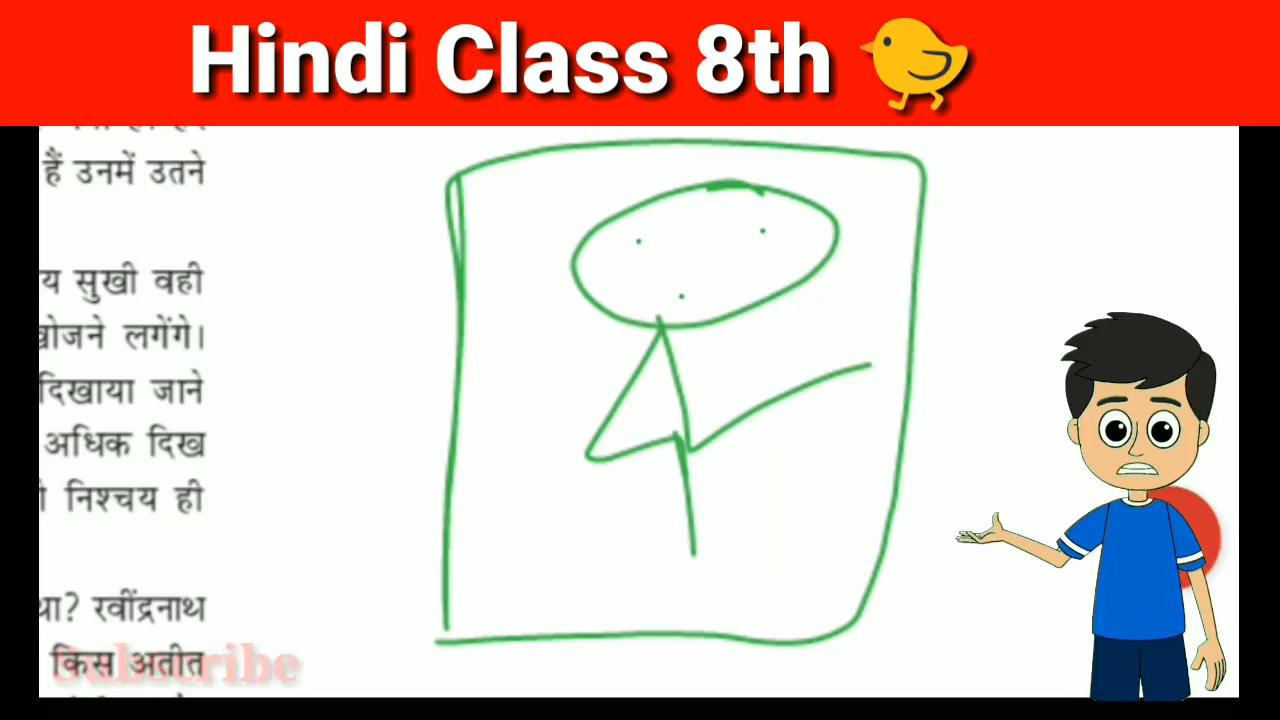 Hindi Class 8th
हैं उनमें उतने
य सुखी वही
खोजने लगेंगे।
दिखाया जाने
अधिक दिख
निश्चय ही
था? रवींद्रनाथ
किस अतीत
Subscribe